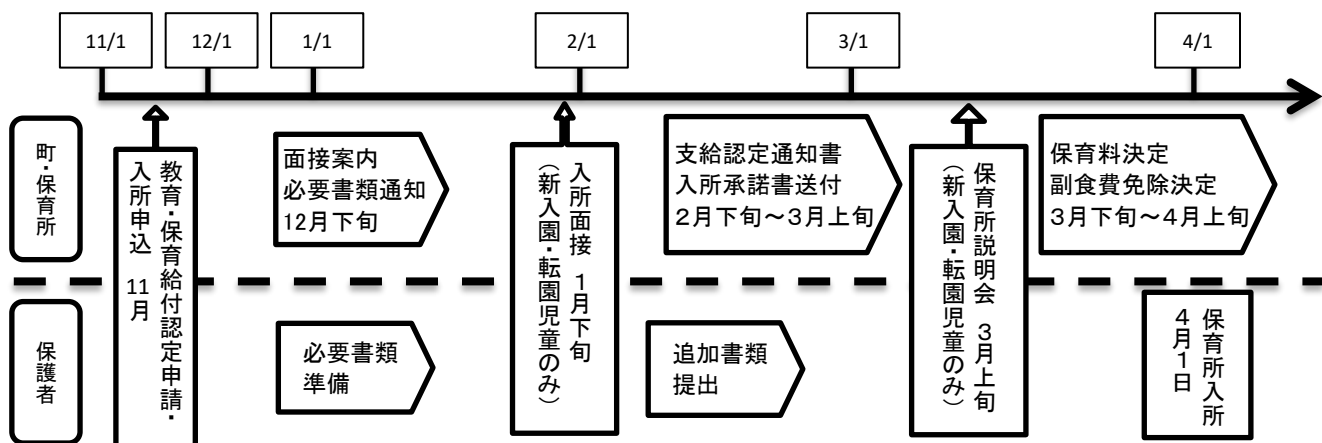 11/1
12/1
1/1
2/1
3/1
4/1
町・保育所
教育・保育給付認定申請・
入所申込　11月
面接案内
必要書類通知
12月下旬
入所面接　1月下旬
(新入園・転園児童のみ)
支給認定通知書
入所承諾書送付
2月下旬～3月上旬
保育所説明会　3月上旬
(新入園・転園児童のみ)
保育料決定
副食費免除決定
3月下旬～4月上旬
保護者
必要書類
準備
追加書類
提出
保育所入所
4月1日